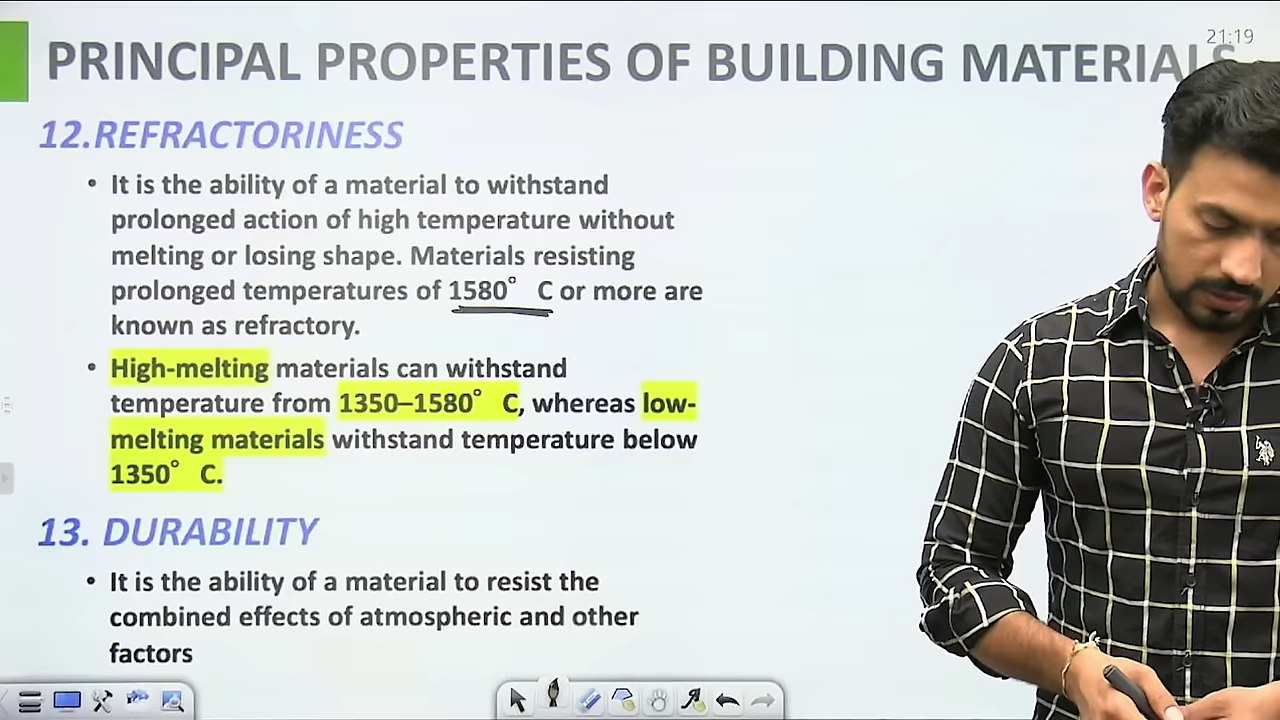 21:19
PRINCIPAL PROPERTIES OF BUILDING MATERIALS
12.REFRACTORINESS
• It is the ability of a material to withstand
prolonged action of high temperature without
melting or losing shape. Materials resisting
prolonged temperatures of 1580° C or more are
known as refractory.
• High-melting materials can withstand
temperature from 1350–1580° C, whereas low-
melting materials withstand temperature below
1350° C.
13. DURABILITY
• It is the ability of a material to resist the
combined effects of atmospheric and other
factors